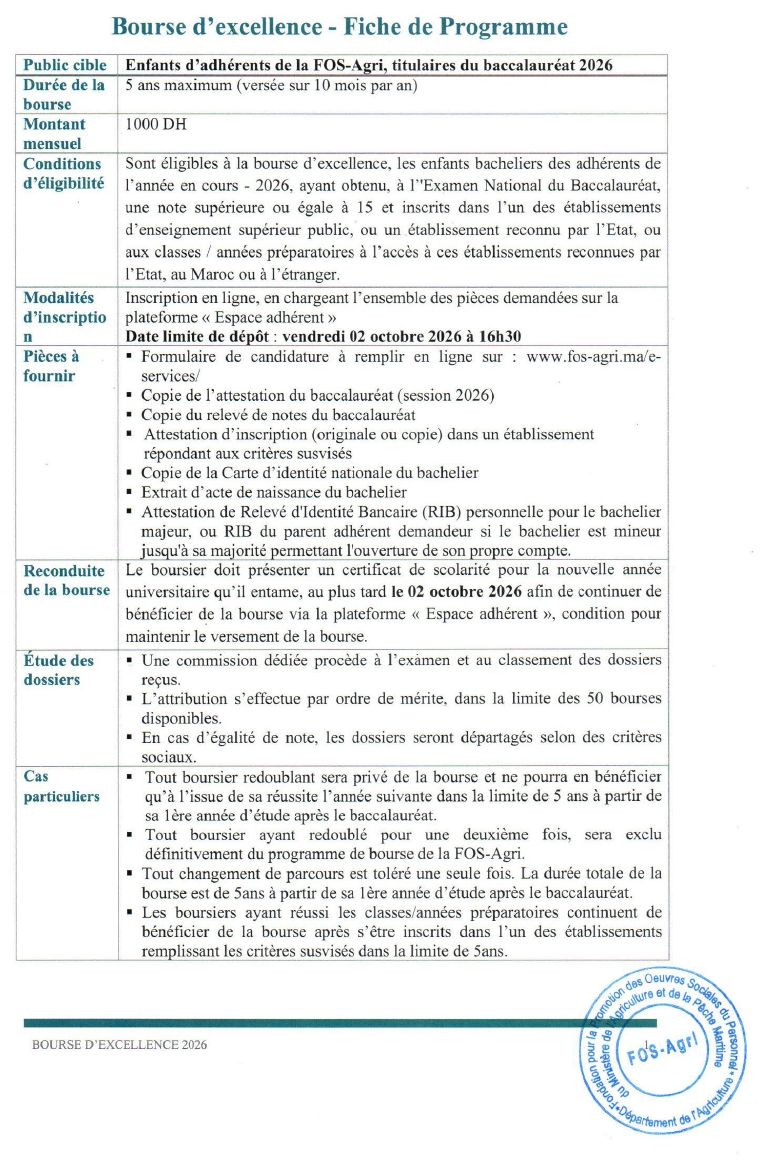 Bourse d’excellence - Fiche de Programme
Public cible
Enfants d’adhérents de la FOS-Agri, titulaires du baccalauréat 2026
Durée de la
bourse
5 ans maximum (versée sur 10 mois par an)
Montant
mensuel
1000 DH
Conditions
d’éligibilité
Sont éligibles à la bourse d’excellence, les enfants bacheliers des adhérents de
l’année en cours - 2026, ayant obtenu, à l’'Examen National du Baccalauréat,
une note supérieure ou égale à 15 et inscrits dans l’un des établissements
d’enseignement supérieur public, ou un établissement reconnu par l’Etat, ou
aux classes / années préparatoires à l’accès à ces établissements reconnues par
l’Etat, au Maroc ou à l’étranger.
Modalités
d’inscriptio
n
Inscription en ligne, en chargeant l’ensemble des pièces demandées sur la
plateforme « Espace adhérent »
Date limite de dépôt : vendredi 02 octobre 2026 à 16h30
Pièces à
fournir
▪ Formulaire de candidature à remplir en ligne sur : www.fos-agri.ma/e-
services/
▪ Copie de l’attestation du baccalauréat (session 2026)
▪ Copie du relevé de notes du baccalauréat
▪ Attestation d’inscription (originale ou copie) dans un établissement
répondant aux critères susvisés
▪ Copie de la Carte d’identité nationale du bachelier
▪ Extrait d’acte de naissance du bachelier
▪ Attestation de Relevé d'Identité Bancaire (RIB) personnelle pour le bachelier
majeur, ou RIB du parent adhérent demandeur si le bachelier est mineur
jusqu'à sa majorité permettant l'ouverture de son propre compte.
Reconduite
de la bourse
Le boursier doit présenter un certificat de scolarité pour la nouvelle année
universitaire qu’il entame, au plus tard le 02 octobre 2026 afin de continuer de
bénéficier de la bourse via la plateforme « Espace adhérent », condition pour
maintenir le versement de la bourse.
Étude des
dossiers
▪ Une commission dédiée procède à l’examen et au classement des dossiers
reçus.
▪ L’attribution s’effectue par ordre de mérite, dans la limite des 50 bourses
disponibles.
▪ En cas d’égalité de note, les dossiers seront départagés selon des critères
sociaux.
Cas
particuliers
▪ Tout boursier redoublant sera privé de la bourse et ne pourra en bénéficier
qu’à l’issue de sa réussite l’année suivante dans la limite de 5 ans à partir de
sa 1ère année d’étude après le baccalauréat.
▪ Tout boursier ayant redoublé pour une deuxième fois, sera exclu
définitivement du programme de bourse de la FOS-Agri.
▪ Tout changement de parcours est toléré une seule fois. La durée totale de la
bourse est de 5ans à partir de sa 1ère année d’étude après le baccalauréat.
▪ Les boursiers ayant réussi les classes/années préparatoires continuent de
bénéficier de la bourse après s’être inscrits dans l’un des établissements
remplissant les critères susvisés dans la limite de 5ans.
BOURSE D’EXCELLENCE 2026
Fondation pour la Promotion des Oeuvres Sociales du Personnel
du Ministère de l'Agriculture et de la Pêche Maritime
FOS-Agri
Département de l'Agriculture